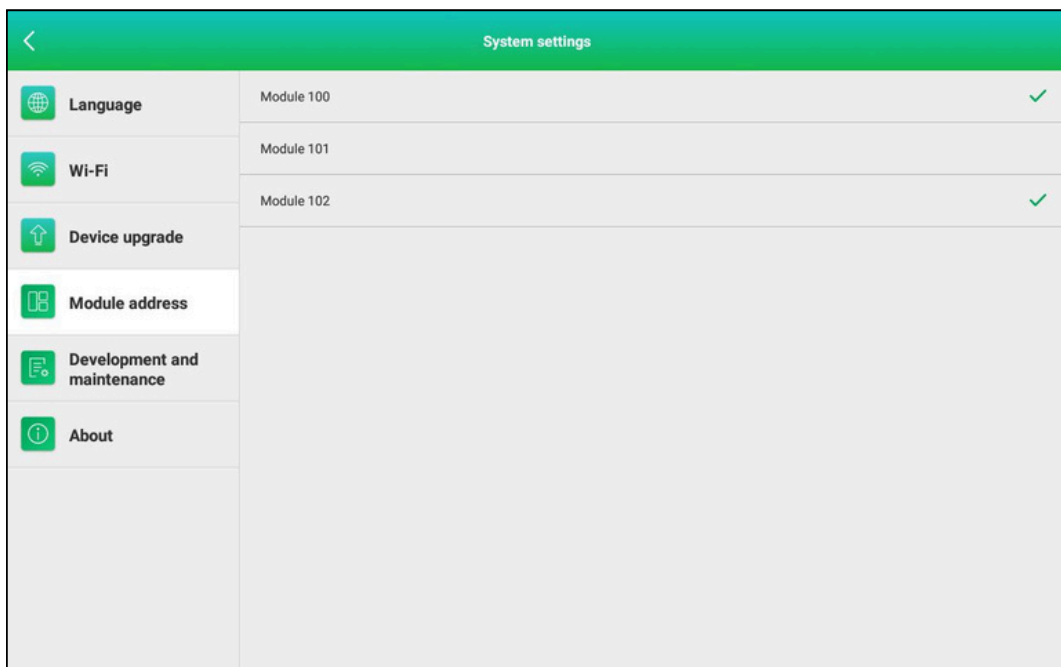 System settings
Language
Wi-Fi
Device upgrade
Module address
Development and
maintenance
About
Module 100
Module 101
Module 102